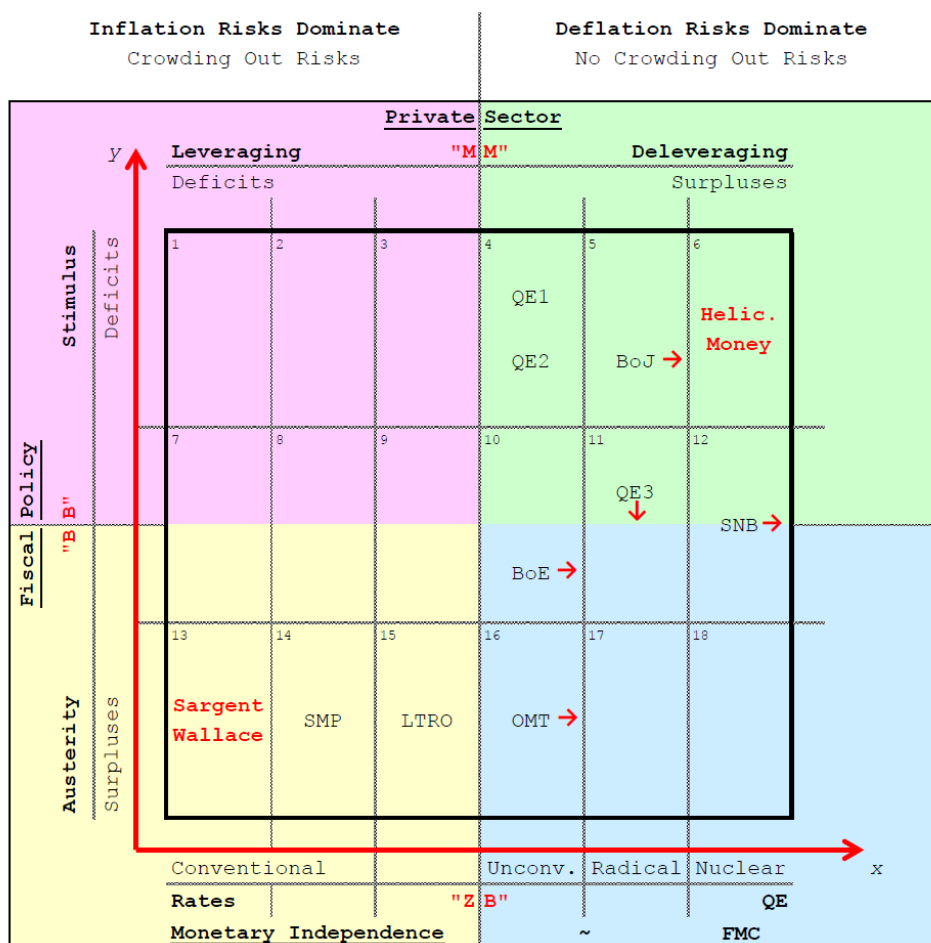 Inflation Risks Dominate Deflation Risks Dominate
Crowding Out Risks No Crowding Out Risks
Private Sector
y Leveraging "M M" Deleveraging
Deficits Surpluses
Stimulus
Deficits
1 2 3 4 5 6
QE1 Helic.
QE2 BoJ → Money
7 8 9 10 11 12
Fiscal Policy
"B B"
QE3
↓
SNB →
BoE →
13 14 15 16 17 18
Austerity
Surpluses
Sargent
Wallace SMP LTRO OMT →
Conventional Unconv. Radical Nuclear x
Rates "Z B" QE
Monetary Independence ~ FMC